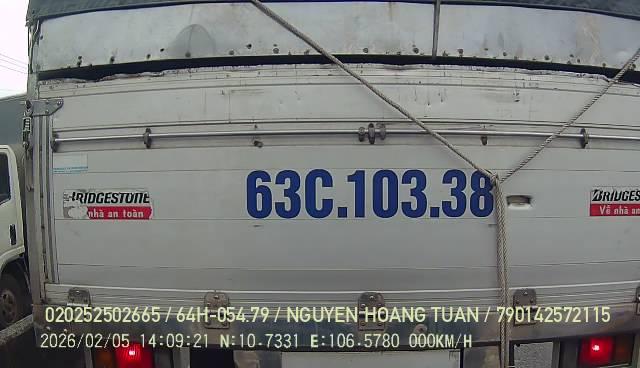 63C.103.38
BRIDGESTONE
nhà an toàn
BRIDGES
Về nhà an t
020252502665 / 64H-054.79 / NGUYEN HOANG TUAN / 790142572115
2026/02/05 14:09:21 N:10.7331 E:106.5780 000KM/H